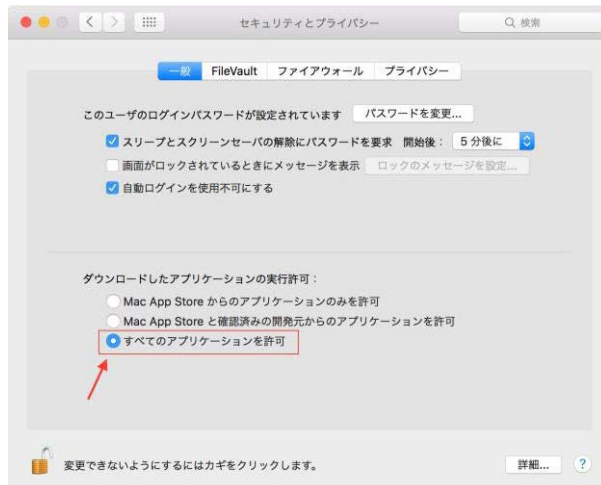 セキュリティとプライバシー
検索
一般 FileVault ファイアウォール プライバシー
このユーザのログインパスワードが設定されています パスワードを変更...
スリープとスクリーンセーバの解除にパスワードを要求 開始後： 5 分後に
画面がロックされているときにメッセージを表示 ロックのメッセージを設定...
自動ログインを使用不可にする
ダウンロードしたアプリケーションの実行許可：
Mac App Store からのアプリケーションのみを許可
Mac App Store と確認済みの開発元からのアプリケーションを許可
すべてのアプリケーションを許可
変更できないようにするにはカギをクリックします。
詳細... ?